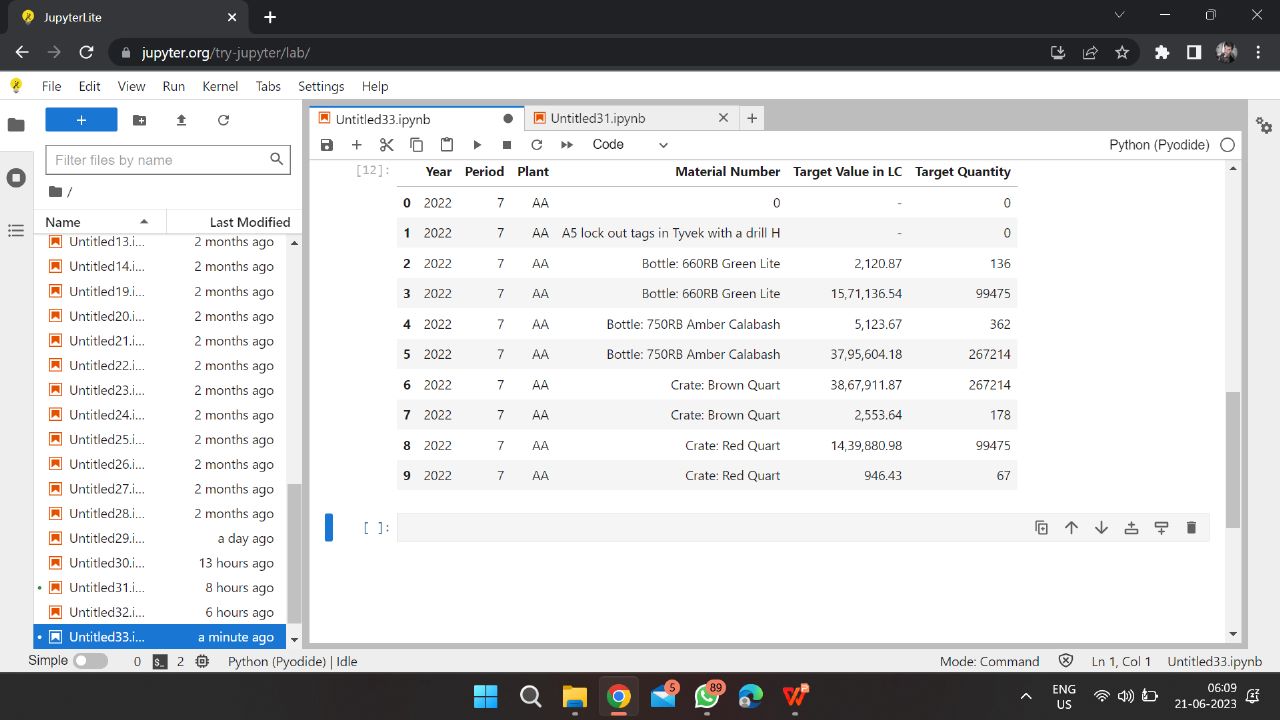 JupyterLite
jupyter.org/try-jupyter/lab/
File Edit View Run Kernel Tabs Settings Help
Untitled33.ipynb Untitled31.ipynb
Code Python (Pyodide)
Filter files by name
/
Name Last Modified
Untitled13.i... 2 months ago
Untitled14.i... 2 months ago
Untitled19.i... 2 months ago
Untitled20.i... 2 months ago
Untitled21.i... 2 months ago
Untitled22.i... 2 months ago
Untitled23.i... 2 months ago
Untitled24.i... 2 months ago
Untitled25.i... 2 months ago
Untitled26.i... 2 months ago
Untitled27.i... 2 months ago
Untitled28.i... 2 months ago
Untitled29.i... a day ago
Untitled30.i... 13 hours ago
Untitled31.i... 8 hours ago
Untitled32.i... 6 hours ago
Untitled33.i... a minute ago
[12]: Year Period Plant Material Number Target Value in LC Target Quantity
0 2022 7 AA 0 - 0
1 2022 7 AA A5 lock out tags in Tyvek with a drill H - 0
2 2022 7 AA Bottle: 660RB Green Lite 2,120.87 136
3 2022 7 AA Bottle: 660RB Green Lite 15,71,136.54 99475
4 2022 7 AA Bottle: 750RB Amber Calabash 5,123.67 362
5 2022 7 AA Bottle: 750RB Amber Calabash 37,95,604.18 267214
6 2022 7 AA Crate: Brown Quart 38,67,911.87 267214
7 2022 7 AA Crate: Brown Quart 2,553.64 178
8 2022 7 AA Crate: Red Quart 14,39,880.98 99475
9 2022 7 AA Crate: Red Quart 946.43 67
[ ]:
Simple 0 2 Python (Pyodide) | Idle Mode: Command Ln 1, Col 1 Untitled33.ipynb
5 89
ENG
US
06:09
21-06-2023